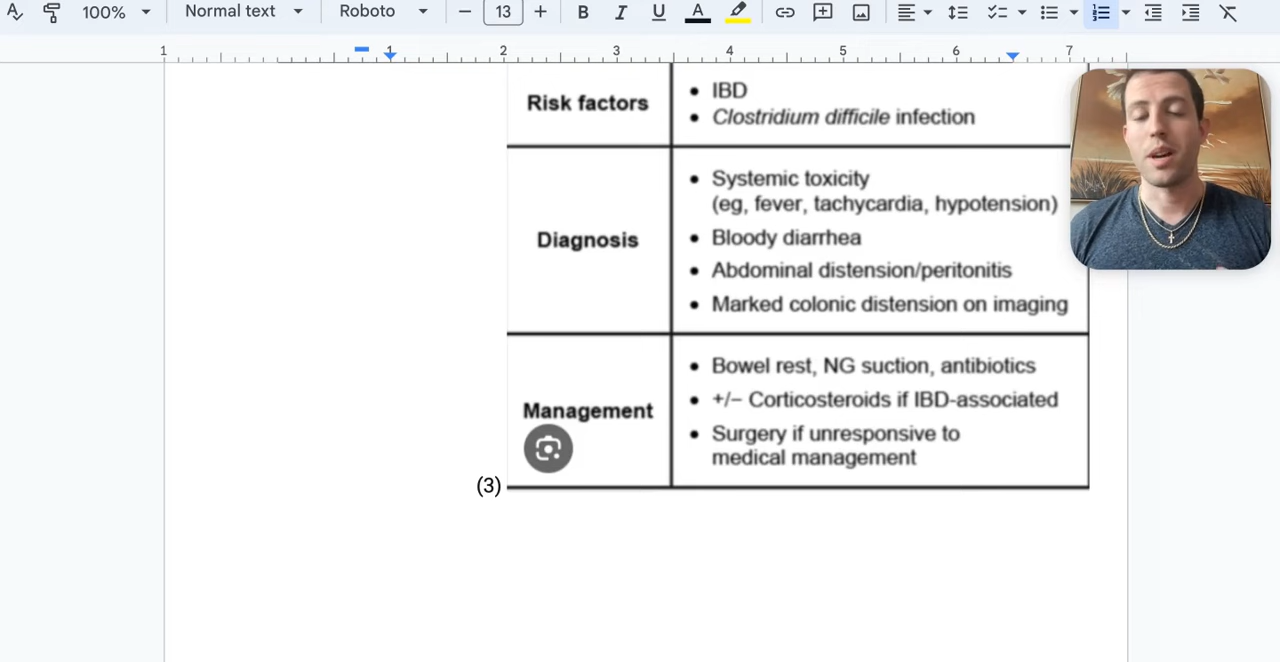 100% Normal text Roboto 13 B I U A
1 1 2 3 4 5 6 7
Risk factors
• IBD
• Clostridium difficile infection
Diagnosis
• Systemic toxicity
(eg, fever, tachycardia, hypotension)
• Bloody diarrhea
• Abdominal distension/peritonitis
• Marked colonic distension on imaging
Management
• Bowel rest, NG suction, antibiotics
• +/− Corticosteroids if IBD-associated
• Surgery if unresponsive to
medical management
(3)